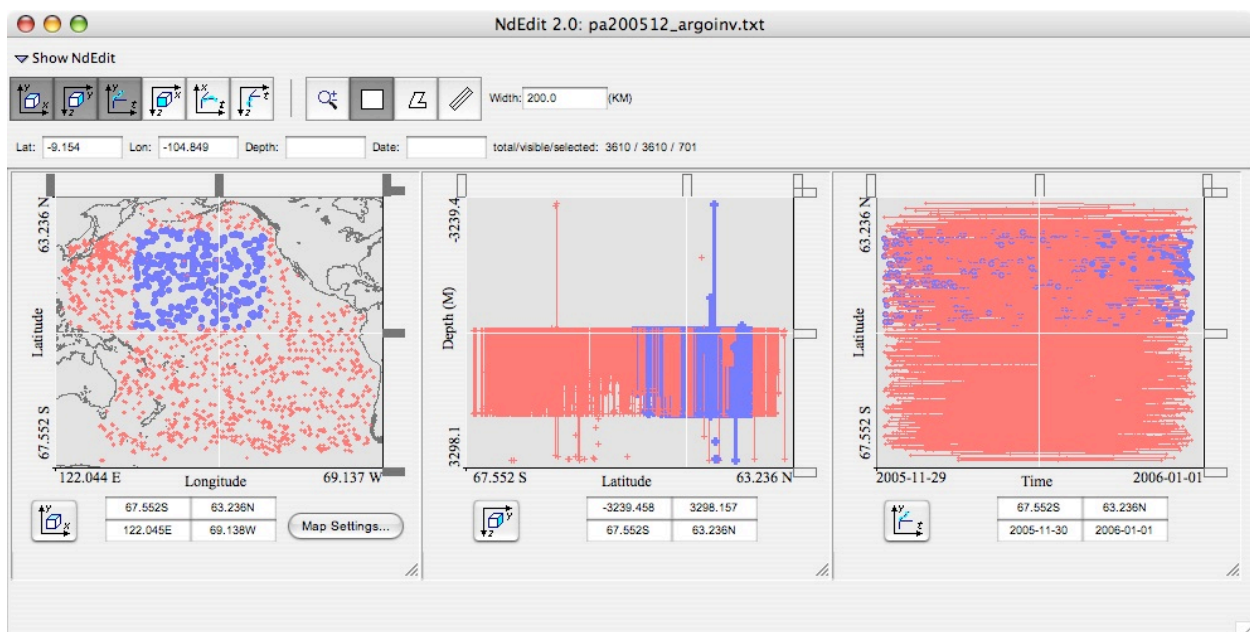 NdEdit 2.0: pa200512_argoinv.txt
Show NdEdit
y x z y y t z x x t z t Width: 200.0 (KM)
Lat: -9.154 Lon: -104.849 Depth: Date: total/visible/selected: 3610 / 3610 / 701
63.236 N
Latitude
67.552 S
122.044 E Longitude 69.137 W
y x
67.552S 63.236N
122.045E 69.138W
Map Settings...
-3239.4
Depth (M)
3298.1
67.552 S Latitude 63.236 N
y z
-3239.458 3298.157
67.552S 63.236N
63.236 N
Latitude
67.552 S
2005-11-29 Time 2006-01-01
y t
67.552S 63.236N
2005-11-30 2006-01-01